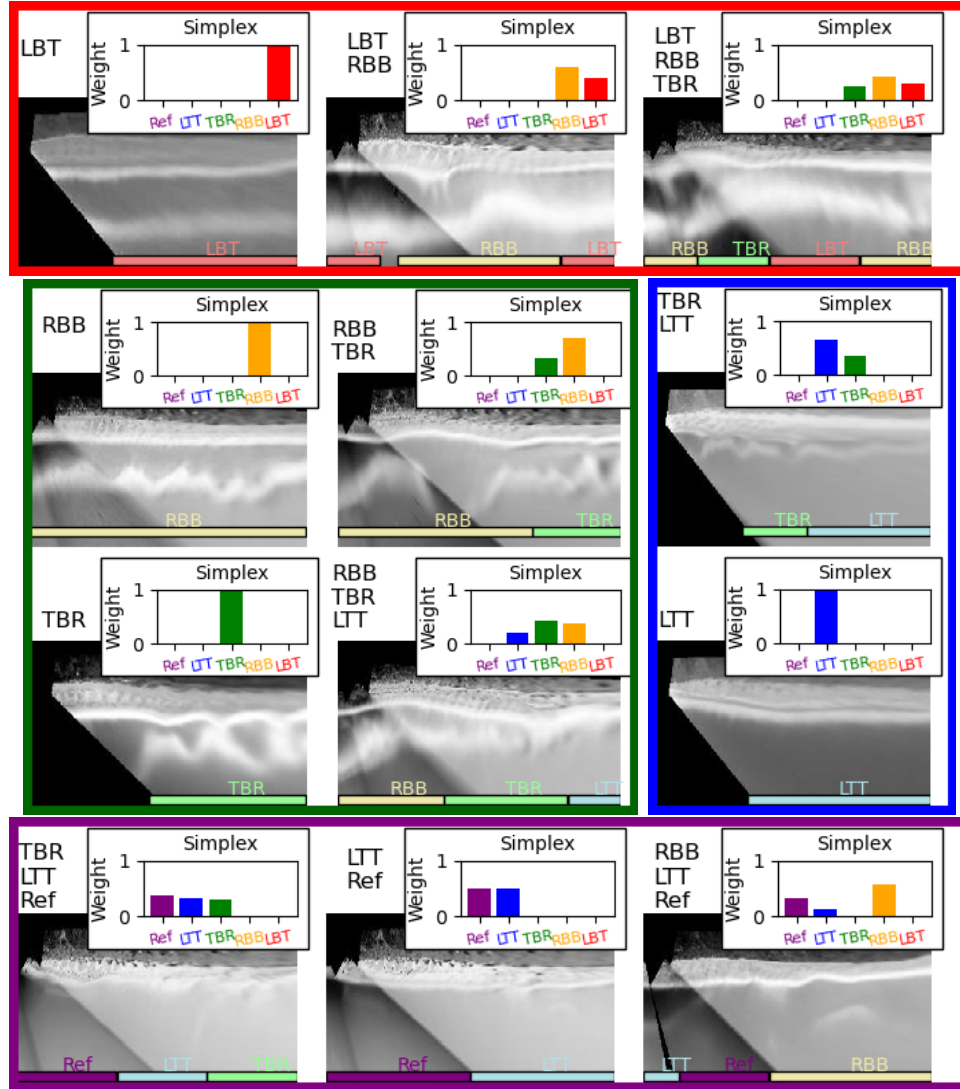 LBT
Simplex
Weight
1
0
Ref LTT TBR RBB LBT
LBT
LBT
RBB
Simplex
Weight
1
0
Ref LTT TBR RBB LBT
LBT RBB LBT
LBT
RBB
TBR
Simplex
Weight
1
0
Ref LTT TBR RBB LBT
RBB TBR LBT RBB
RBB
Simplex
Weight
1
0
Ref LTT TBR RBB LBT
RBB
RBB
TBR
Simplex
Weight
1
0
Ref LTT TBR RBB LBT
RBB TBR
TBR
LTT
Simplex
Weight
1
0
Ref LTT TBR RBB LBT
TBR LTT
TBR
Simplex
Weight
1
0
Ref LTT TBR RBB LBT
TBR
RBB
TBR
LTT
Simplex
Weight
1
0
Ref LTT TBR RBB LBT
RBB TBR LTT
LTT
Simplex
Weight
1
0
Ref LTT TBR RBB LBT
LTT
TBR
LTT
Ref
Simplex
Weight
1
0
Ref LTT TBR RBB LBT
Ref LTT TBR
LTT
Ref
Simplex
Weight
1
0
Ref LTT TBR RBB LBT
Ref LTT
RBB
LTT
Ref
Simplex
Weight
1
0
Ref LTT TBR RBB LBT
LTT Ref RBB